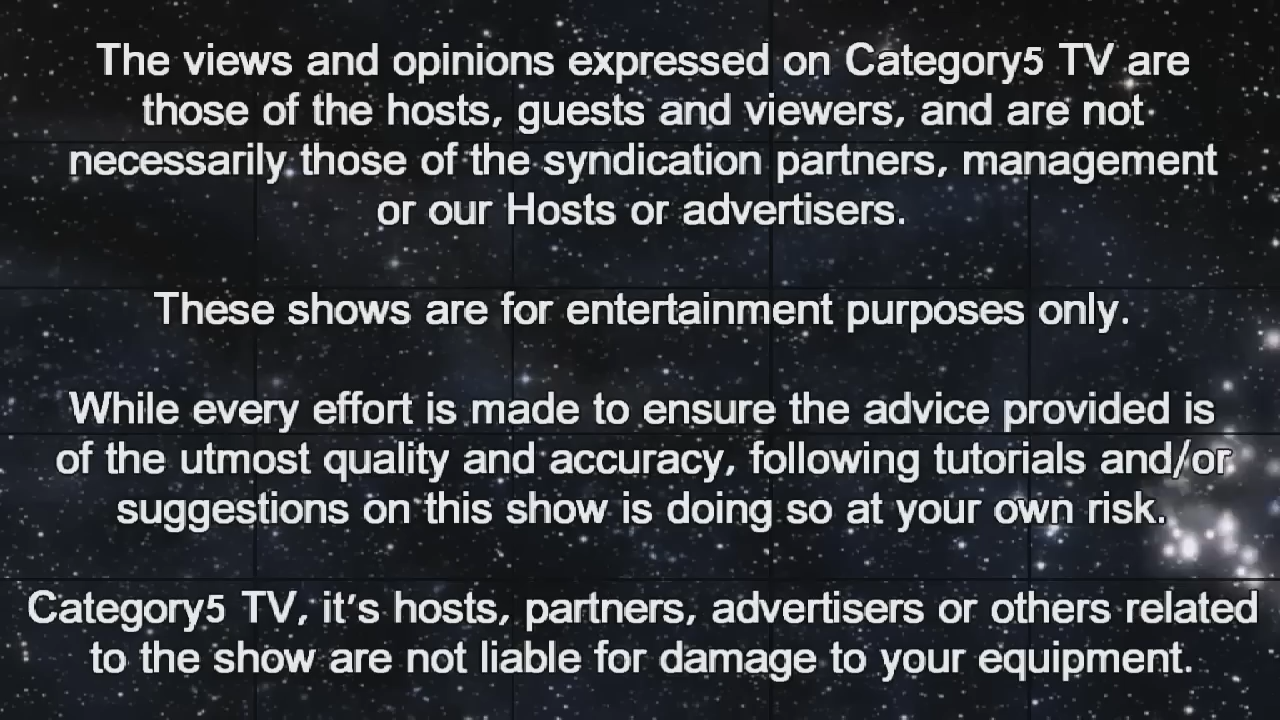 The views and opinions expressed on Category5 TV are
those of the hosts, guests and viewers, and are not
necessarily those of the syndication partners, management
or our Hosts or advertisers.
These shows are for entertainment purposes only.
While every effort is made to ensure the advice provided is
of the utmost quality and accuracy, following tutorials and/or
suggestions on this show is doing so at your own risk.
Category5 TV, it's hosts, partners, advertisers or others related
to the show are not liable for damage to your equipment.